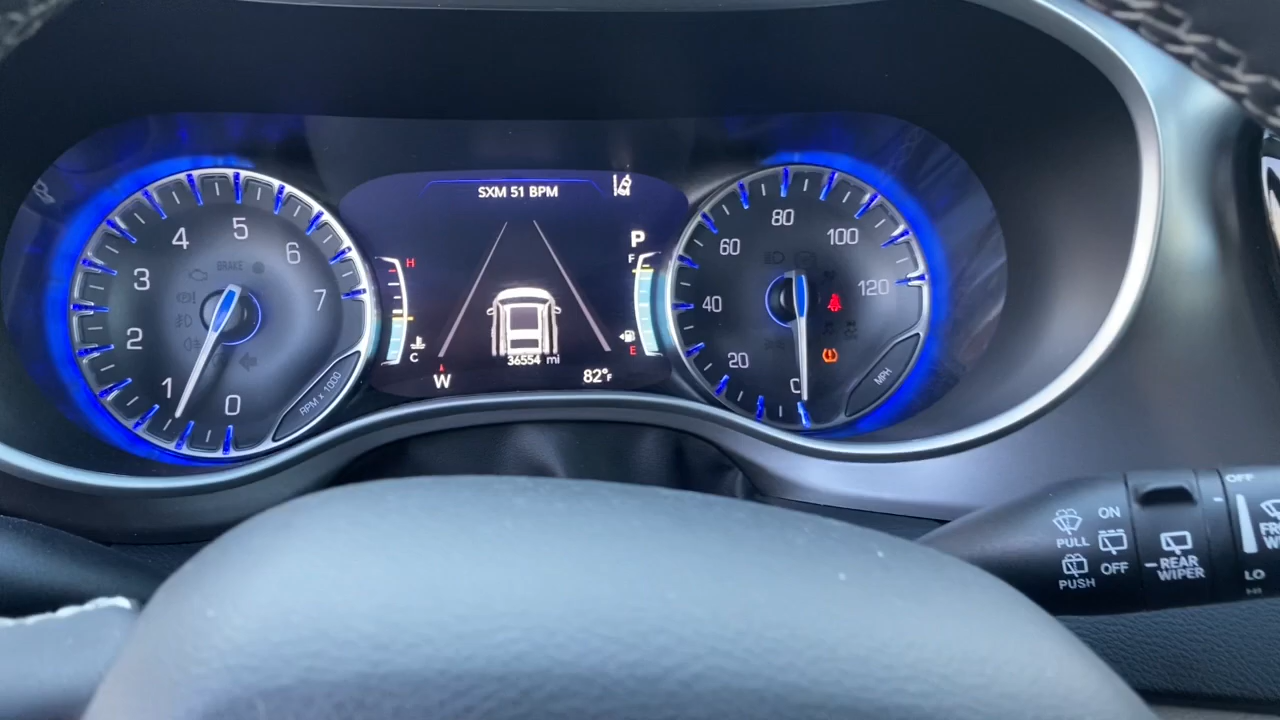 SXM 51 BPM
P
F
E
H
C
W
36554 mi
82°F
BRAKE
0
1
2
3
4
5
6
7
RPM x 1000
0
20
40
60
80
100
120
MPH
PULL
PUSH
ON
OFF
REAR
WIPER
OFF
LO
HI